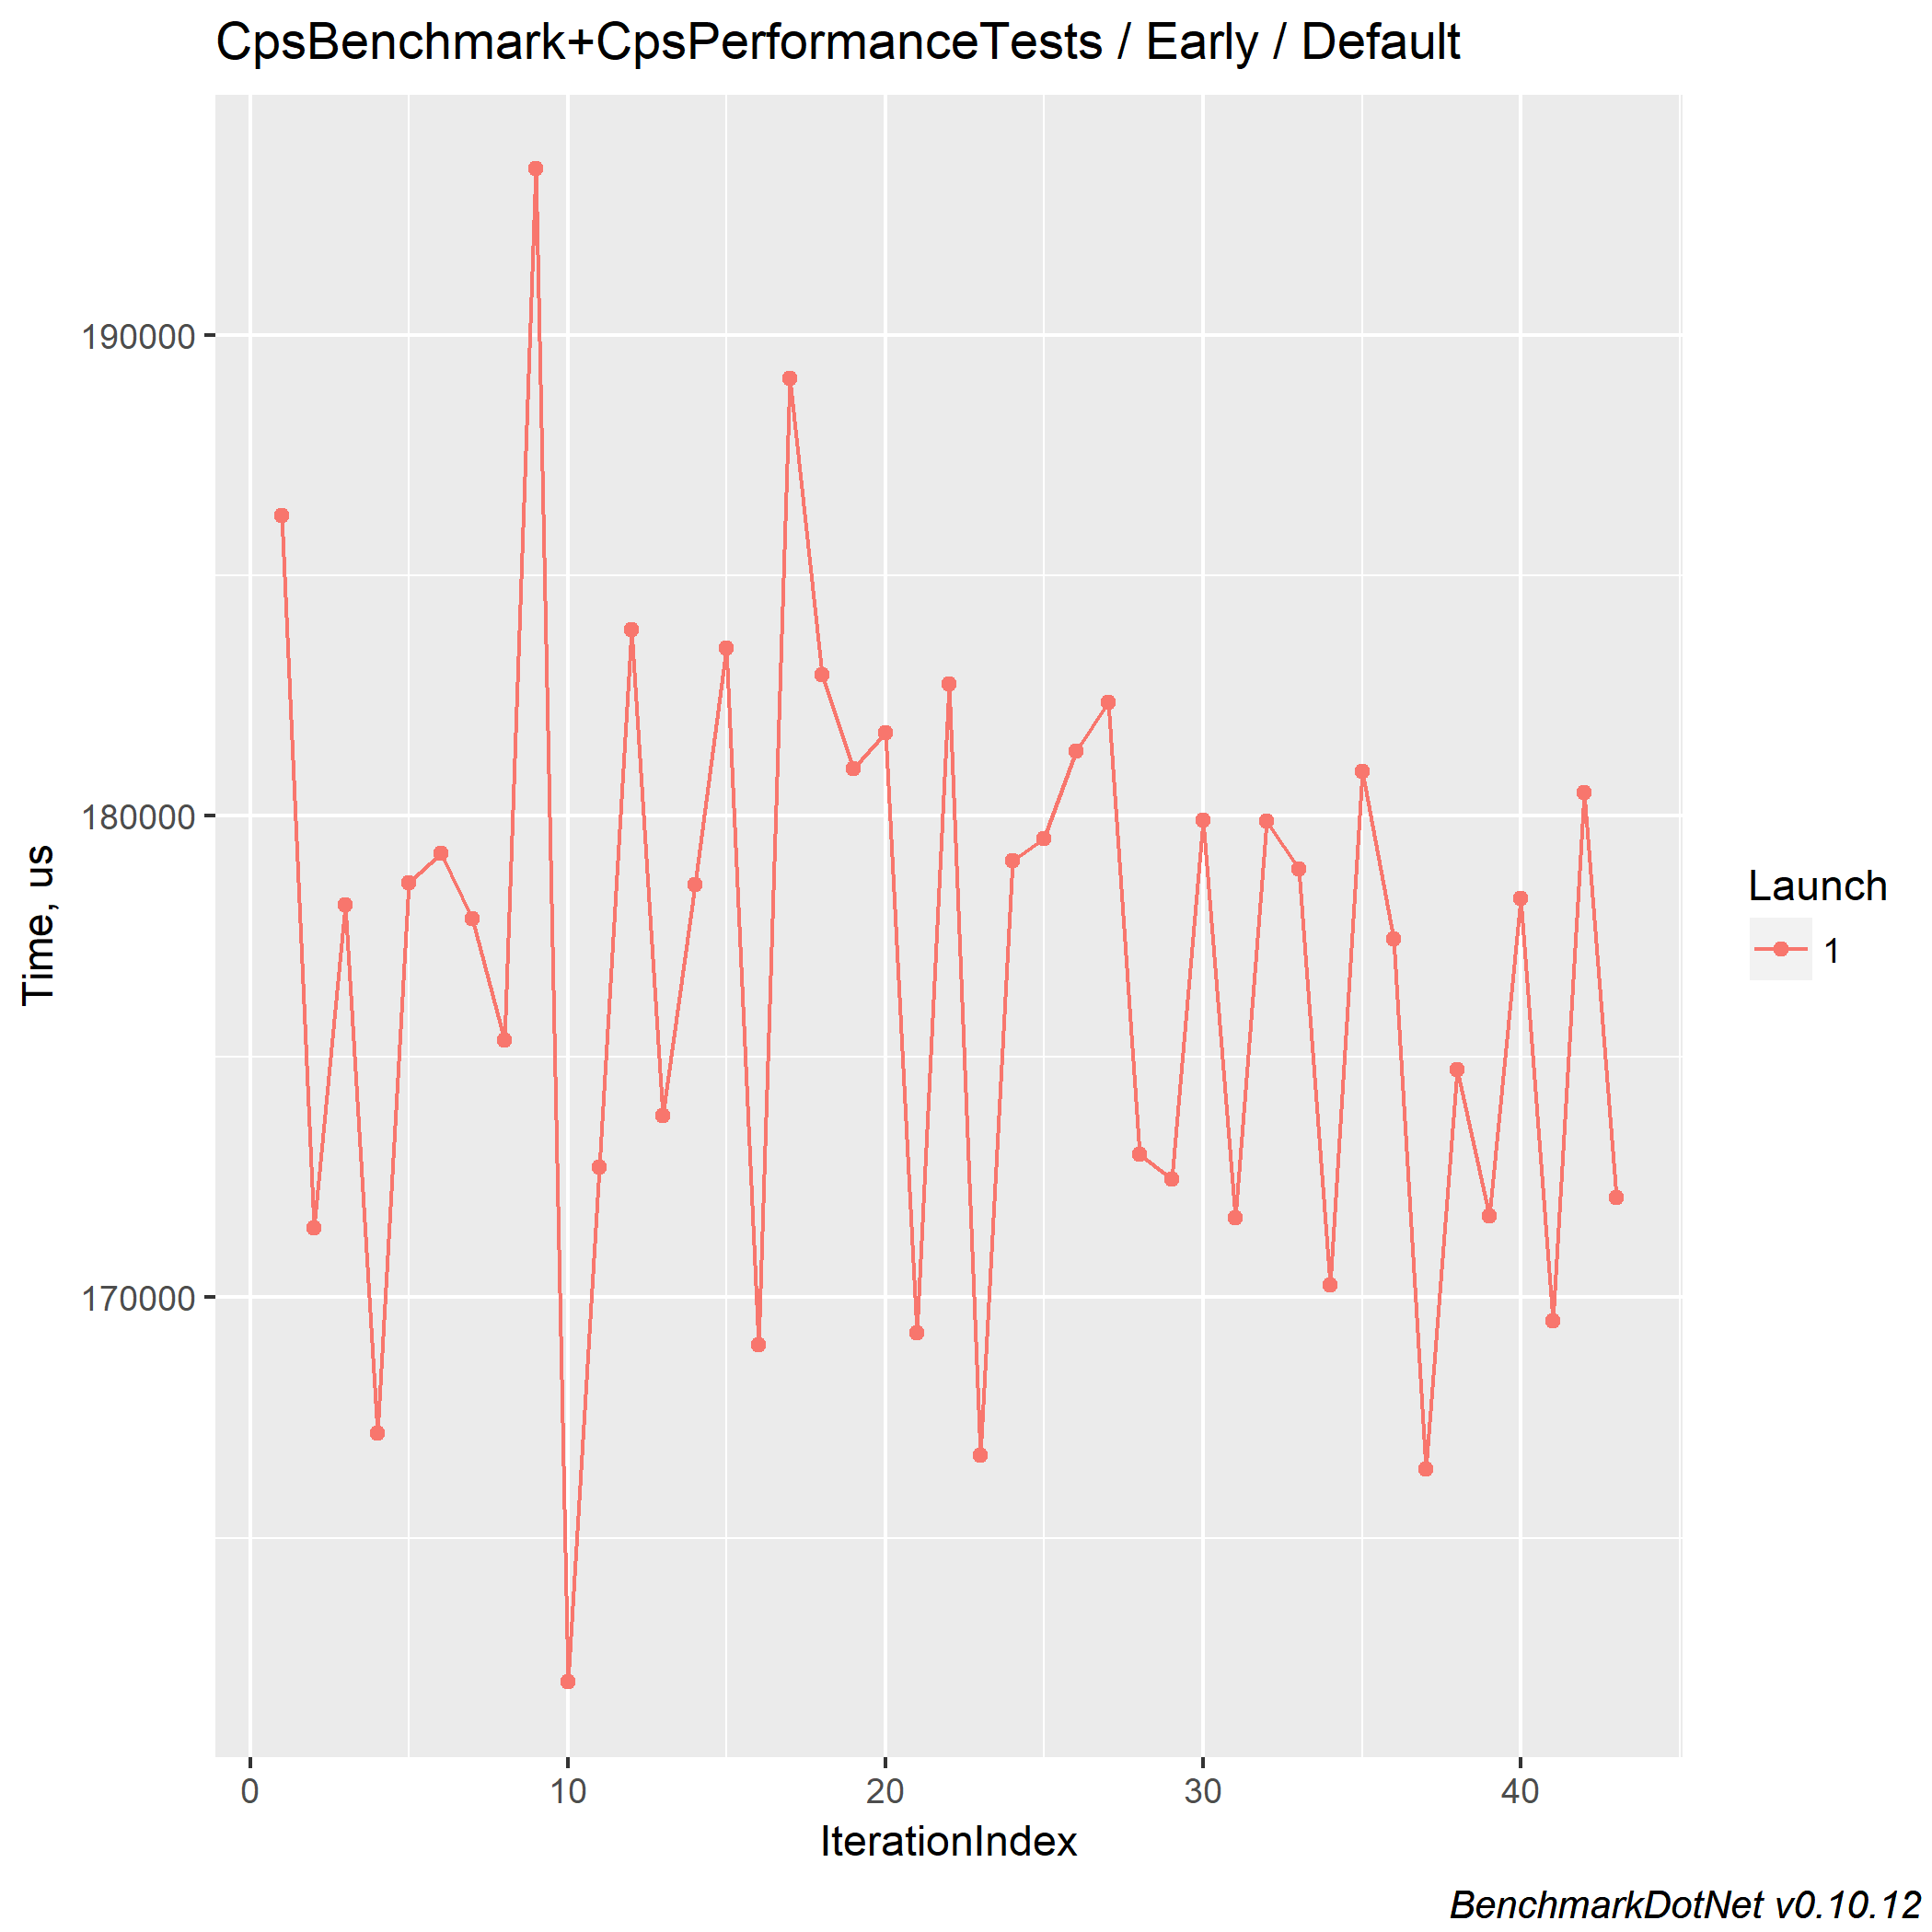 CpsBenchmark+CpsPerformanceTests / Early / Default
Time, us
190000
180000
170000
0 10 20 30 40
IterationIndex
Launch
1
BenchmarkDotNet v0.10.12